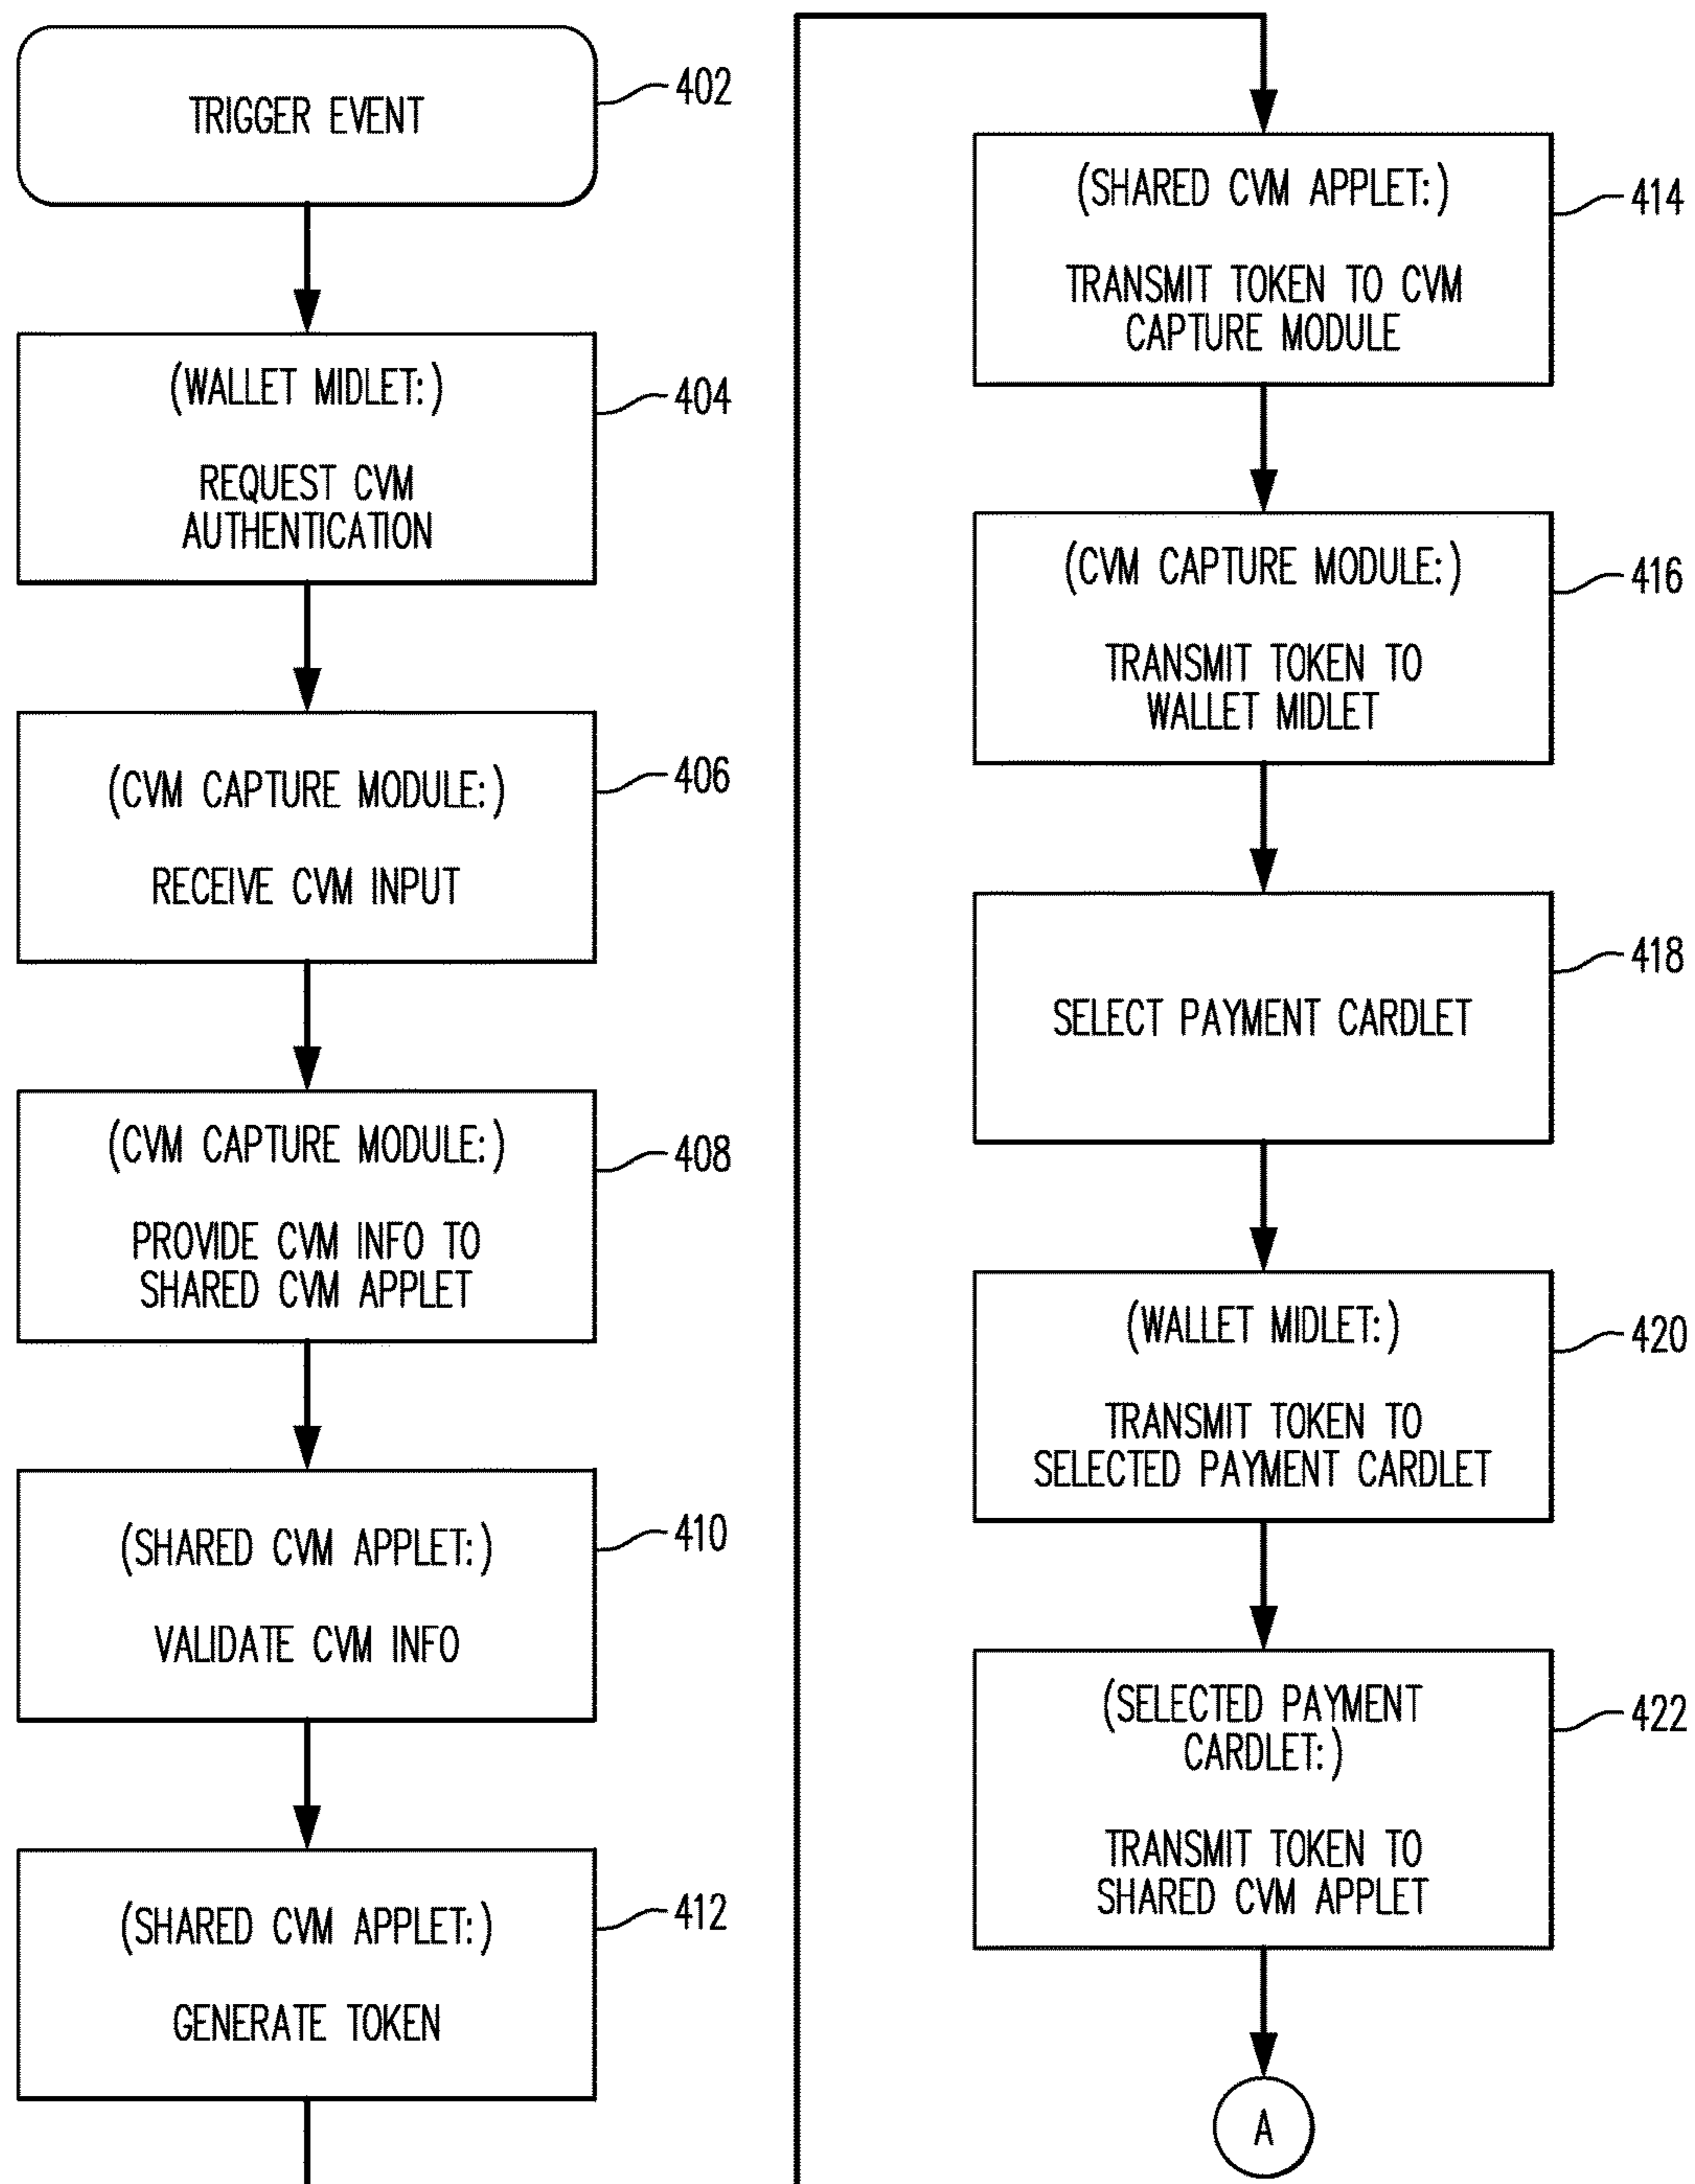 TRIGGER EVENT
402
(WALLET MIDLET:)
404
REQUEST CVM
AUTHENTICATION
(CVM CAPTURE MODULE:)
406
RECEIVE CVM INPUT
(CVM CAPTURE MODULE:)
408
PROVIDE CVM INFO TO
SHARED CVM APPLET
(SHARED CVM APPLET:)
410
VALIDATE CVM INFO
(SHARED CVM APPLET:)
412
GENERATE TOKEN
(SHARED CVM APPLET:)
414
TRANSMIT TOKEN TO CVM
CAPTURE MODULE
(CVM CAPTURE MODULE:)
416
TRANSMIT TOKEN TO
WALLET MIDLET
418
SELECT PAYMENT CARDLET
(WALLET MIDLET:)
420
TRANSMIT TOKEN TO
SELECTED PAYMENT CARDLET
(SELECTED PAYMENT
CARDLET:)
422
TRANSMIT TOKEN TO
SHARED CVM APPLET
A